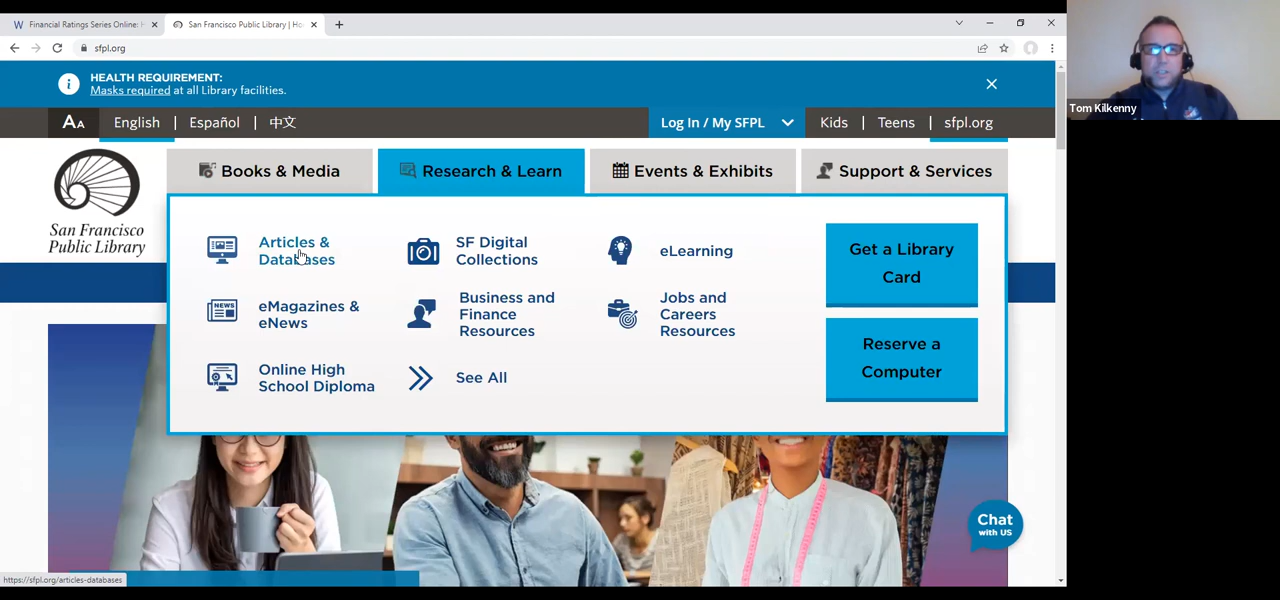 Financial Ratings Series Online: H
San Francisco Public Library | Ho
sfpl.org
HEALTH REQUIREMENT:
Masks required at all Library facilities.
AA
English | Español | 中文
Log In / My SFPL
Kids | Teens | sfpl.org
Tom Kilkenny
San Francisco
Public Library
Books & Media
Research & Learn
Events & Exhibits
Support & Services
Articles &
Databases
SF Digital
Collections
eLearning
Get a Library
Card
NEWS
eMagazines &
eNews
Business and
Finance
Resources
Jobs and
Careers
Resources
Reserve a
Computer
Online High
School Diploma
See All
Chat
with US
https://sfpl.org/articles-databases